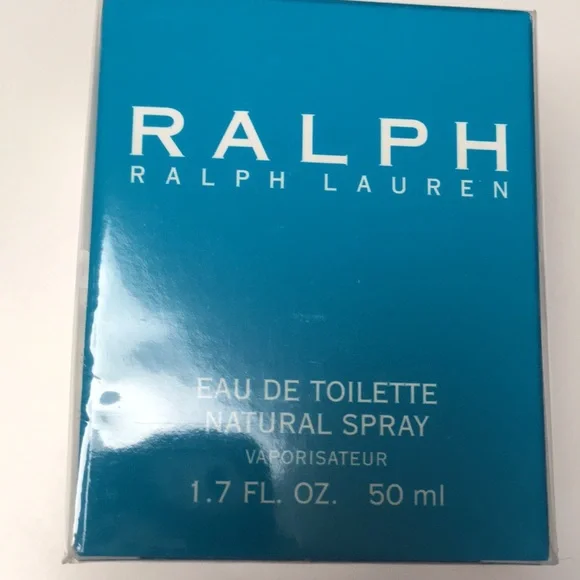 RALPH
RALPH LAUREN
EAU DE TOILETTE
NATURAL SPRAY
VAPORISATEUR
1.7 FL. OZ. 50 ml